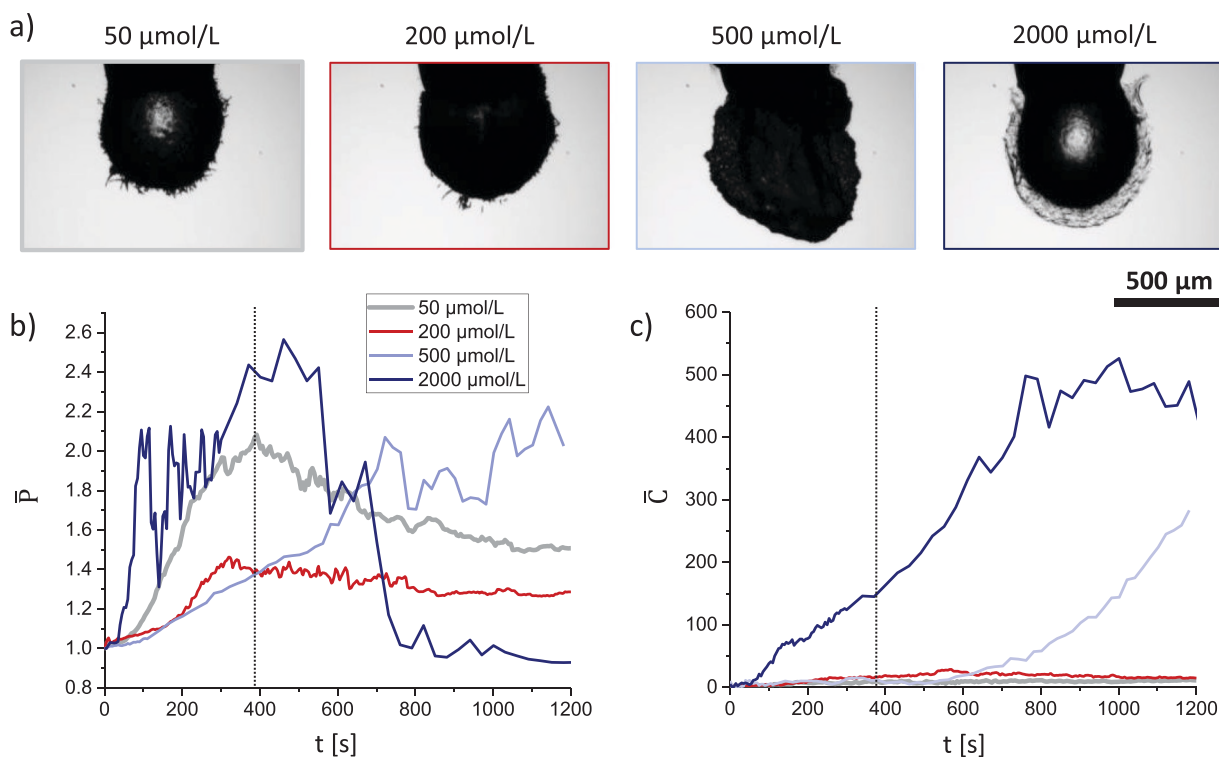 a)
50 μmol/L 200 μmol/L 500 μmol/L 2000 μmol/L
500 μm
b)
50 μmol/L
200 μmol/L
500 μmol/L
2000 μmol/L
2.6
2.4
2.2
2.0
1.8
1.6
1.4
1.2
1.0
0.8
P̅
0 200 400 600 800 1000 1200
t [s]
c)
600
500
400
300
200
100
0
C̅
0 200 400 600 800 1000 1200
t [s]